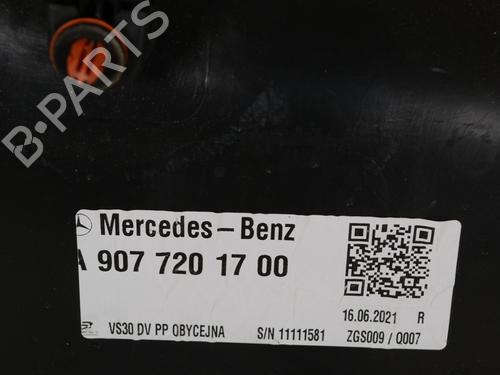 B-PARTS
Mercedes-Benz
A 907 720 17 00
16.06.2021 R
VS30 DV PP OBYCEJNA S/N 11111581 ZGS009 / Q007